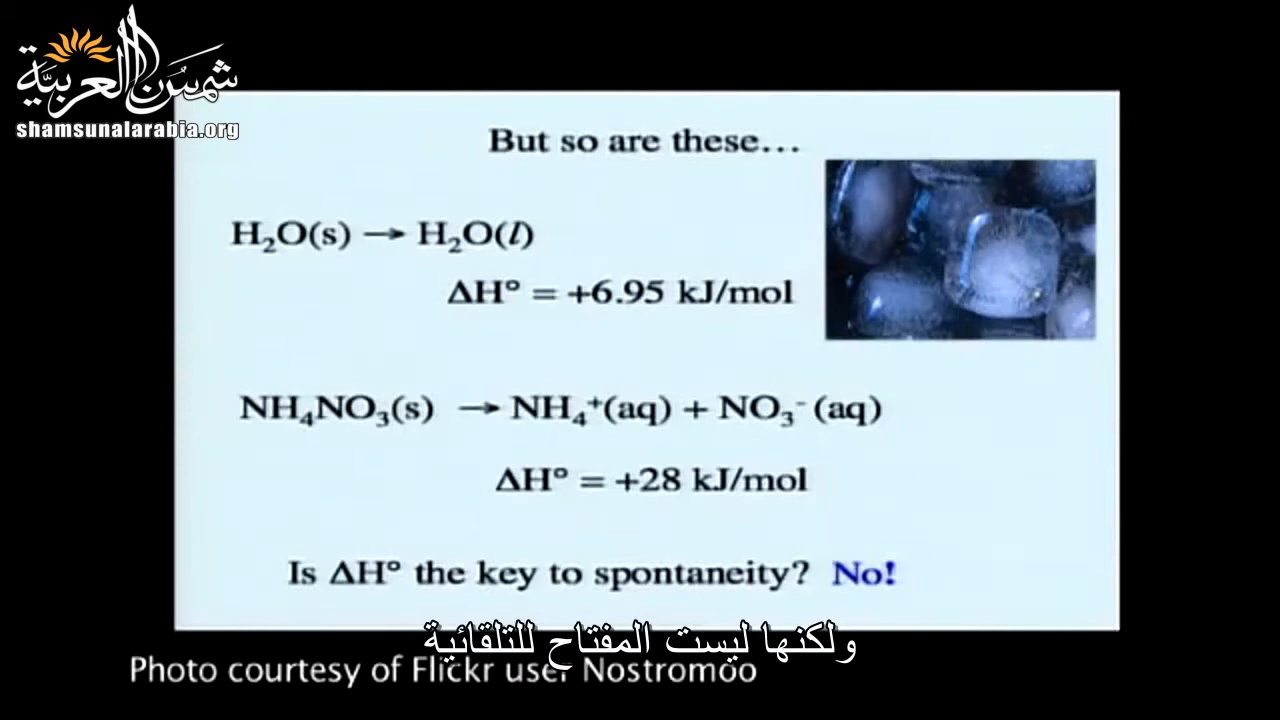 شمس العربية
shamsunalarabia.org
But so are these...
H₂O(s) → H₂O(l)
ΔH° = +6.95 kJ/mol
NH₄NO₃(s) → NH₄⁺(aq) + NO₃⁻ (aq)
ΔH° = +28 kJ/mol
Is ΔH° the key to spontaneity? No!
ولكنها ليست المفتاح للتلقائية
Photo courtesy of Flickr user Nostromoo